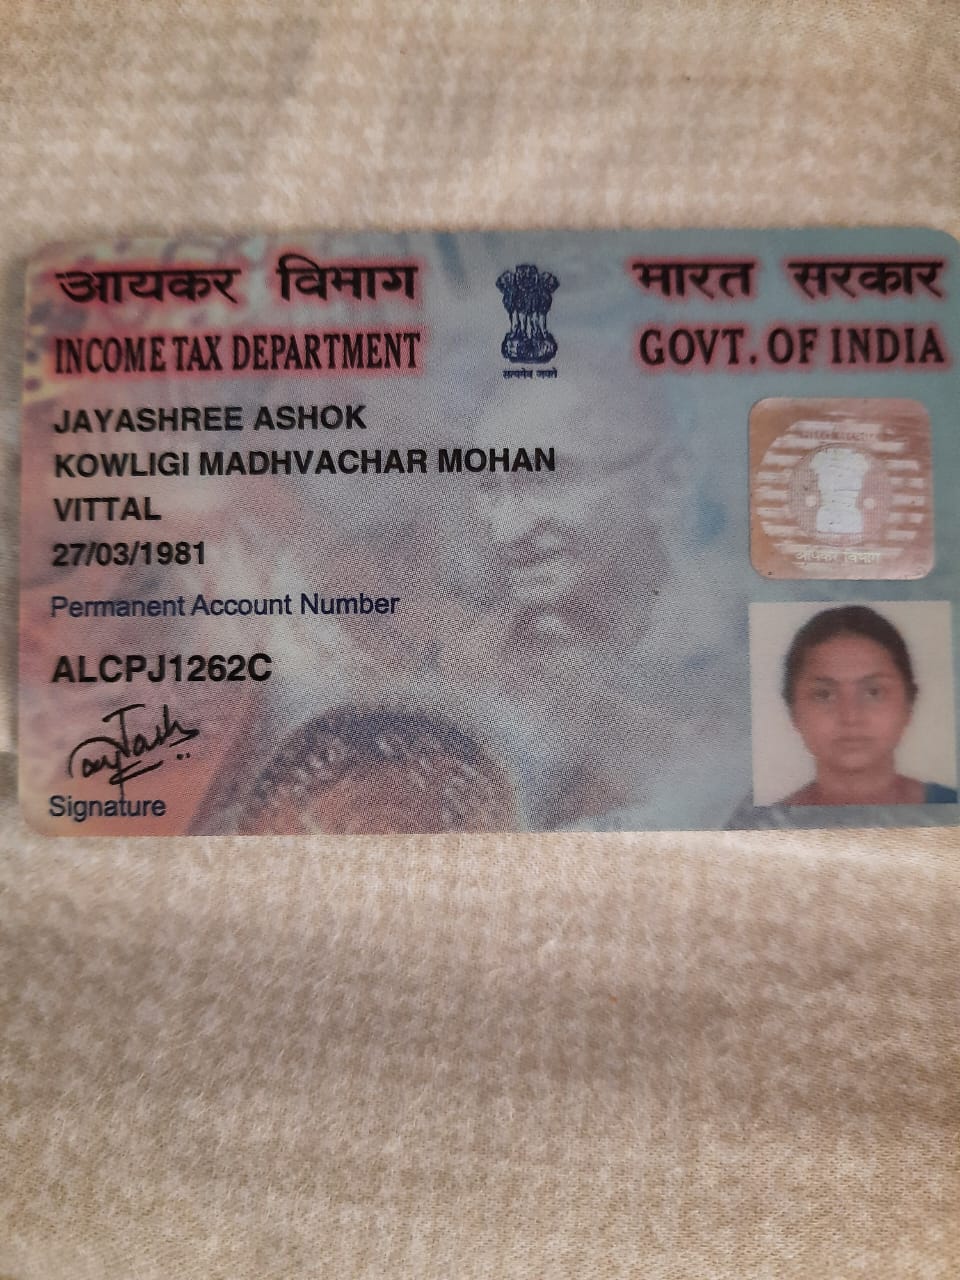 आयकर विभाग
भारत सरकार
INCOME TAX DEPARTMENT
GOVT. OF INDIA
सत्यमेव जयते
JAYASHREE ASHOK
KOWLIGI MADHVACHAR MOHAN
VITTAL
27/03/1981
Permanent Account Number
ALCPJ1262C
Signature
आयकर विभाग